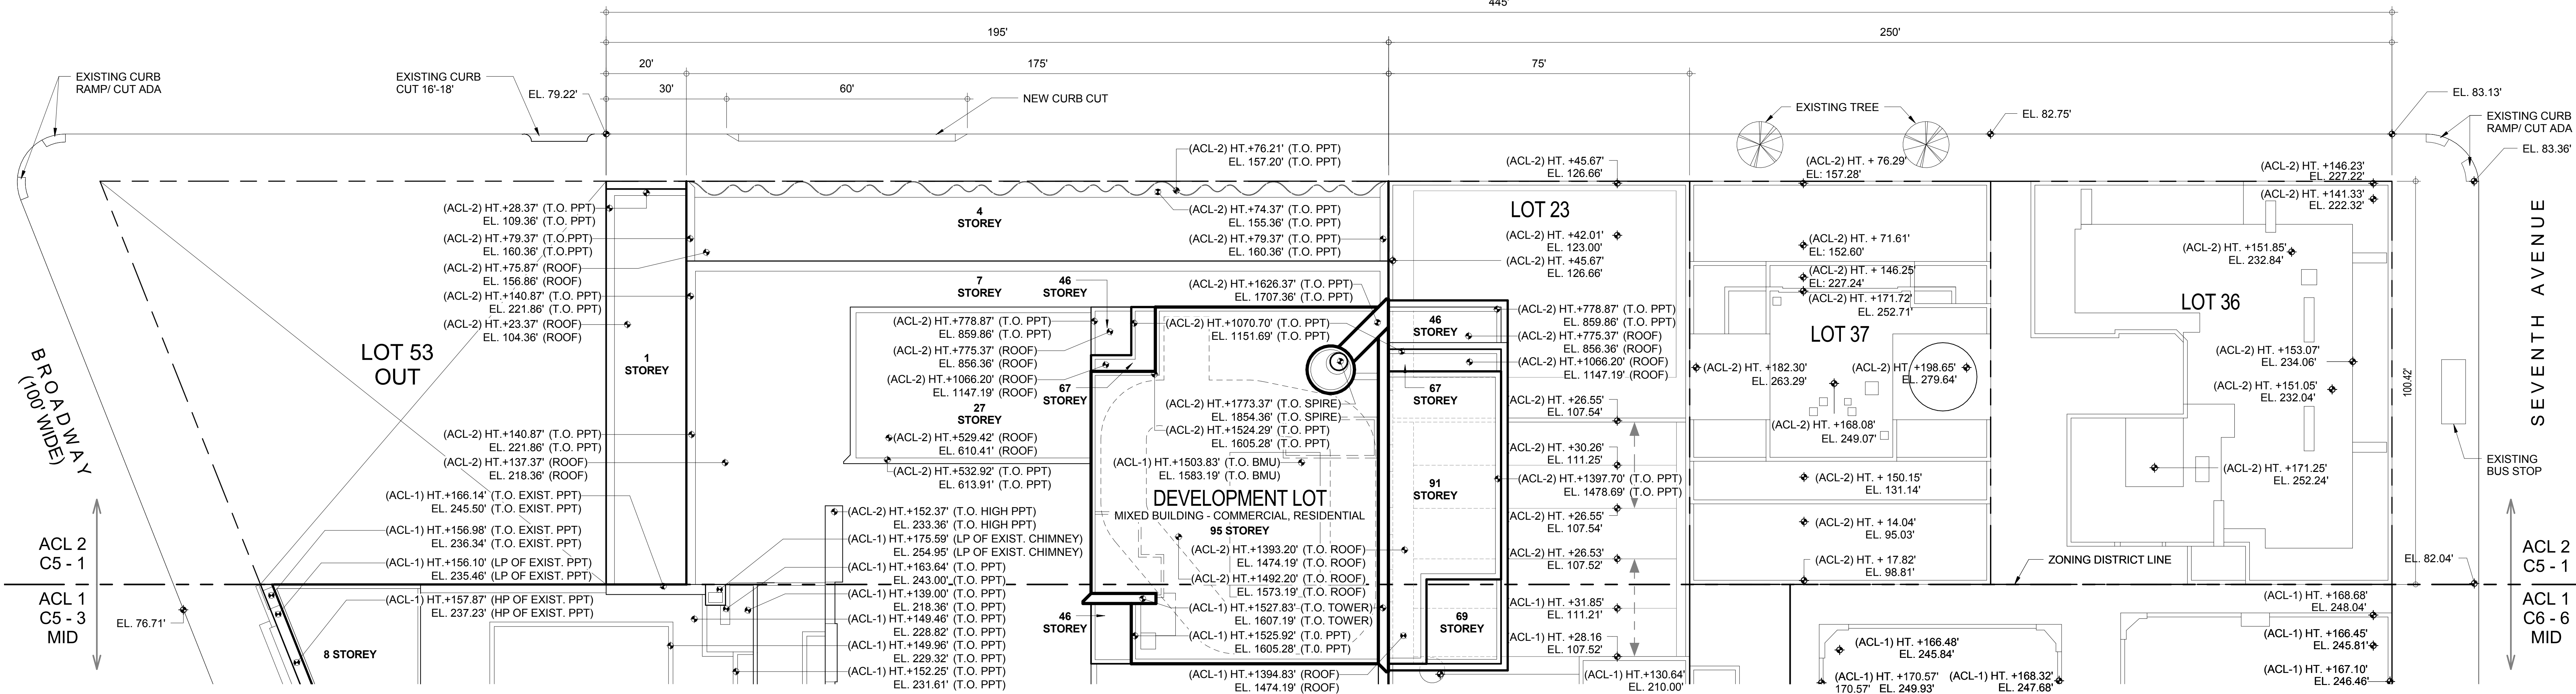 445'
195'
250'
20'
175'
75'
30'
60'
EXISTING CURB
RAMP/ CUT ADA
EXISTING CURB
CUT 16'-18'
EL. 79.22'
NEW CURB CUT
EXISTING TREE
EL. 82.75'
EL. 83.13'
EXISTING CURB
RAMP/ CUT ADA
EL. 83.36'
(ACL-2) HT.+76.21' (T.O. PPT)
EL. 157.20' (T.O. PPT)
(ACL-2) HT. +45.67'
EL. 126.66'
(ACL-2) HT. + 76.29'
EL: 157.28'
(ACL-2) HT. +146.23'
EL. 227.22'
(ACL-2) HT. +141.33'
EL. 222.32'
(ACL-2) HT.+28.37' (T.O. PPT)
EL. 109.36' (T.O. PPT)
(ACL-2) HT.+79.37' (T.O.PPT)
EL. 160.36' (T.O.PPT)
(ACL-2) HT.+75.87' (ROOF)
EL. 156.86' (ROOF)
(ACL-2) HT.+140.87' (T.O. PPT)
EL. 221.86' (T.O. PPT)
(ACL-2) HT.+23.37' (ROOF)
EL. 104.36' (ROOF)
LOT 53
OUT
BROADWAY
(100' WIDE)
1
STOREY
(ACL-2) HT.+140.87' (T.O. PPT)
EL. 221.86' (T.O. PPT)
(ACL-2) HT.+137.37' (ROOF)
EL. 218.36' (ROOF)
(ACL-1) HT.+166.14' (T.O. EXIST. PPT)
EL. 245.50' (T.O. EXIST. PPT)
(ACL-1) HT.+156.98' (T.O. EXIST. PPT)
EL. 236.34' (T.O. EXIST. PPT)
(ACL-1) HT.+156.10' (LP OF EXIST. PPT)
EL. 235.46' (LP OF EXIST. PPT)
(ACL-1) HT.+157.87' (HP OF EXIST. PPT)
EL. 237.23' (HP OF EXIST. PPT)
ACL 2
C5 - 1
ACL 1
C5 - 3
MID
EL. 76.71'
8 STOREY
4
STOREY
(ACL-2) HT.+74.37' (T.O. PPT)
EL. 155.36' (T.O. PPT)
(ACL-2) HT.+79.37' (T.O. PPT)
EL. 160.36' (T.O. PPT)
7
STOREY
46
STOREY
(ACL-2) HT.+1626.37' (T.O. PPT)
EL. 1707.36' (T.O. PPT)
(ACL-2) HT.+778.87' (T.O. PPT)
EL. 859.86' (T.O. PPT)
(ACL-2) HT.+775.37' (ROOF)
EL. 856.36' (ROOF)
(ACL-2) HT.+1066.20' (ROOF)
EL. 1147.19' (ROOF)
(ACL-2) HT.+1070.70' (T.O. PPT)
EL. 1151.69' (T.O. PPT)
67
STOREY
27
STOREY
(ACL-2) HT.+529.42' (ROOF)
EL. 610.41' (ROOF)
(ACL-2) HT.+532.92' (T.O. PPT)
EL. 613.91' (T.O. PPT)
(ACL-2) HT.+1773.37' (T.O. SPIRE)
EL. 1854.36' (T.O. SPIRE)
(ACL-2) HT.+1524.29' (T.O. PPT)
EL. 1605.28' (T.O. PPT)
(ACL-1) HT.+1503.83' (T.O. BMU)
EL. 1583.19' (T.O. BMU)
DEVELOPMENT LOT
MIXED BUILDING - COMMERCIAL, RESIDENTIAL
95 STOREY
(ACL-2) HT.+1393.20' (T.O. ROOF)
EL. 1474.19' (T.O. ROOF)
(ACL-2) HT.+1492.20' (T.O. ROOF)
EL. 1573.19' (T.O. ROOF)
(ACL-1) HT.+1527.83' (T.O. TOWER)
EL. 1607.19' (T.O. TOWER)
(ACL-1) HT.+1525.92' (T.0. PPT)
EL. 1605.28' (T.0. PPT)
(ACL-1) HT.+1394.83' (ROOF)
EL. 1474.19' (ROOF)
(ACL-2) HT.+152.37' (T.O. HIGH PPT)
EL. 233.36' (T.O. HIGH PPT)
(ACL-1) HT.+175.59' (LP OF EXIST. CHIMNEY)
EL. 254.95' (LP OF EXIST. CHIMNEY)
(ACL-1) HT.+163.64' (T.O. PPT)
EL. 243.00' (T.O. PPT)
(ACL-1) HT.+139.00' (T.O. PPT)
EL. 218.36' (T.O. PPT)
(ACL-1) HT.+149.46' (T.O. PPT)
EL. 228.82' (T.O. PPT)
(ACL-1) HT.+149.96' (T.O. PPT)
EL. 229.32' (T.O. PPT)
(ACL-1) HT.+152.25' (T.O. PPT)
EL. 231.61' (T.O. PPT)
46
STOREY
LOT 23
(ACL-2) HT. +42.01'
EL. 123.00'
(ACL-2) HT. +45.67'
EL. 126.66'
46
STOREY
(ACL-2) HT.+778.87' (T.O. PPT)
EL. 859.86' (T.O. PPT)
(ACL-2) HT.+775.37' (ROOF)
EL. 856.36' (ROOF)
(ACL-2) HT.+1066.20' (ROOF)
EL. 1147.19' (ROOF)
67
STOREY
ACL-2) HT. +26.55'
EL. 107.54'
ACL-2) HT. +30.26'
EL. 111.25'
(ACL-2) HT.+1397.70' (T.O. PPT)
EL. 1478.69' (T.O. PPT)
91
STOREY
ACL-2) HT. +26.55'
EL. 107.54'
ACL-2) HT. +26.53'
EL. 107.52'
ACL-1) HT. +31.85'
EL. 111.21'
ACL-1) HT. +28.16
EL. 107.52'
69
STOREY
(ACL-1) HT.+130.64'
EL. 210.00'
(ACL-2) HT. + 71.61'
EL: 152.60'
(ACL-2) HT. + 146.25'
EL: 227.24'
(ACL-2) HT. +171.72'
EL. 252.71'
LOT 37
(ACL-2) HT. +182.30'
EL. 263.29'
(ACL-2) HT. +198.65'
EL. 279.64'
(ACL-2) HT. +168.08'
EL. 249.07'
(ACL-2) HT. + 150.15'
EL. 131.14'
(ACL-2) HT. + 14.04'
EL. 95.03'
(ACL-2) HT. + 17.82'
EL. 98.81'
ZONING DISTRICT LINE
(ACL-1) HT. +166.48'
EL. 245.84'
(ACL-1) HT. +170.57'
170.57' EL. 249.93'
(ACL-1) HT. +168.32'
EL. 247.68'
(ACL-2) HT. +151.85'
EL. 232.84'
LOT 36
(ACL-2) HT. +153.07'
EL. 234.06'
(ACL-2) HT. +151.05'
EL. 232.04'
(ACL-2) HT. +171.25'
EL. 252.24'
100.42'
SEVENTH AVENUE
EXISTING
BUS STOP
EL. 82.04'
ACL 2
C5 - 1
ACL 1
C6 - 6
MID
(ACL-1) HT. +168.68'
EL. 248.04'
(ACL-1) HT. +166.45'
EL. 245.81'
(ACL-1) HT. +167.10'
EL. 246.46'